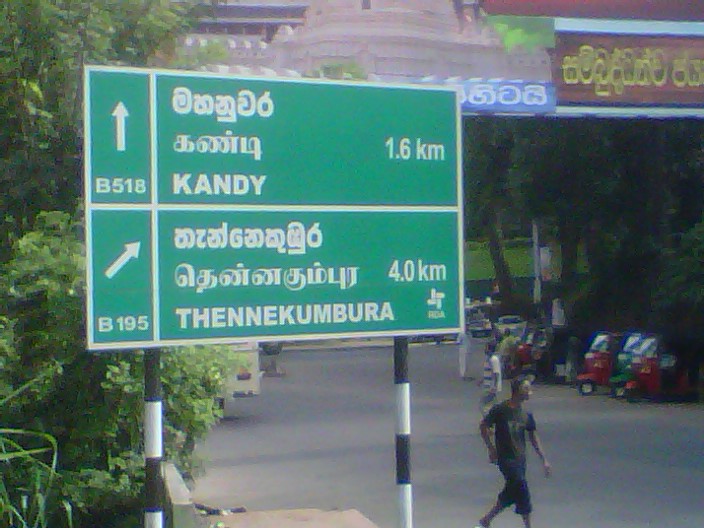 මහනුවර
கண்டி
KANDY
1.6 km
B518
තැන්නෙකුඹුර
தென்னகும்புர
THENNEKUMBURA
4.0 km
B195
RDA